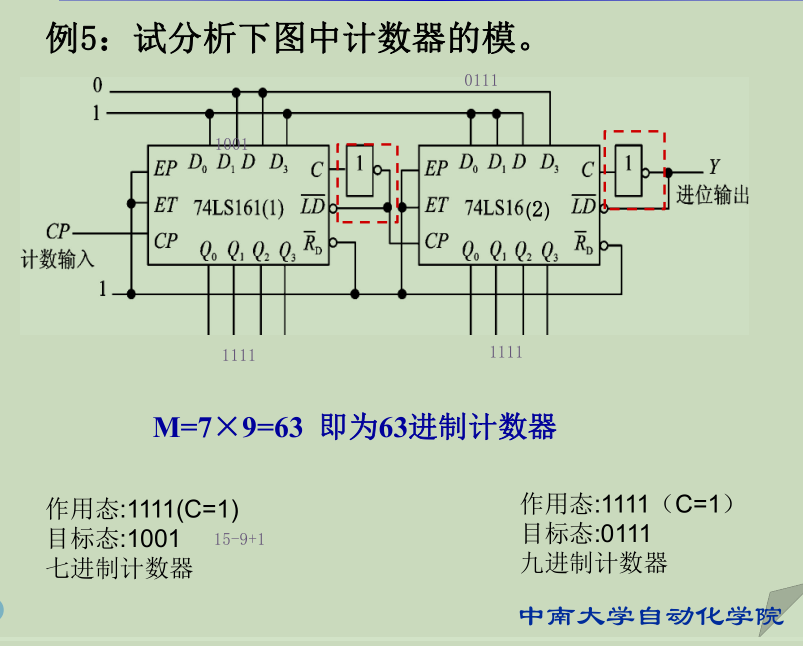 例5：试分析下图中计数器的模。
0 0111
1
1001
EP D₀ D₁ D D₃ C 1 EP D₀ D₁ D D₃ C 1 Y
进位输出
ET 74LS161(1) L̅D̅ ET 74LS16(2) L̅D̅
CP CP Q₀ Q₁ Q₂ Q₃ R̅D CP Q₀ Q₁ Q₂ Q₃ R̅D
计数输入
1
1111 1111
M=7×9=63 即为63进制计数器
作用态:1111(C=1)
目标态:1001 15-9+1
七进制计数器
作用态:1111（C=1）
目标态:0111
九进制计数器
中南大学自动化学院